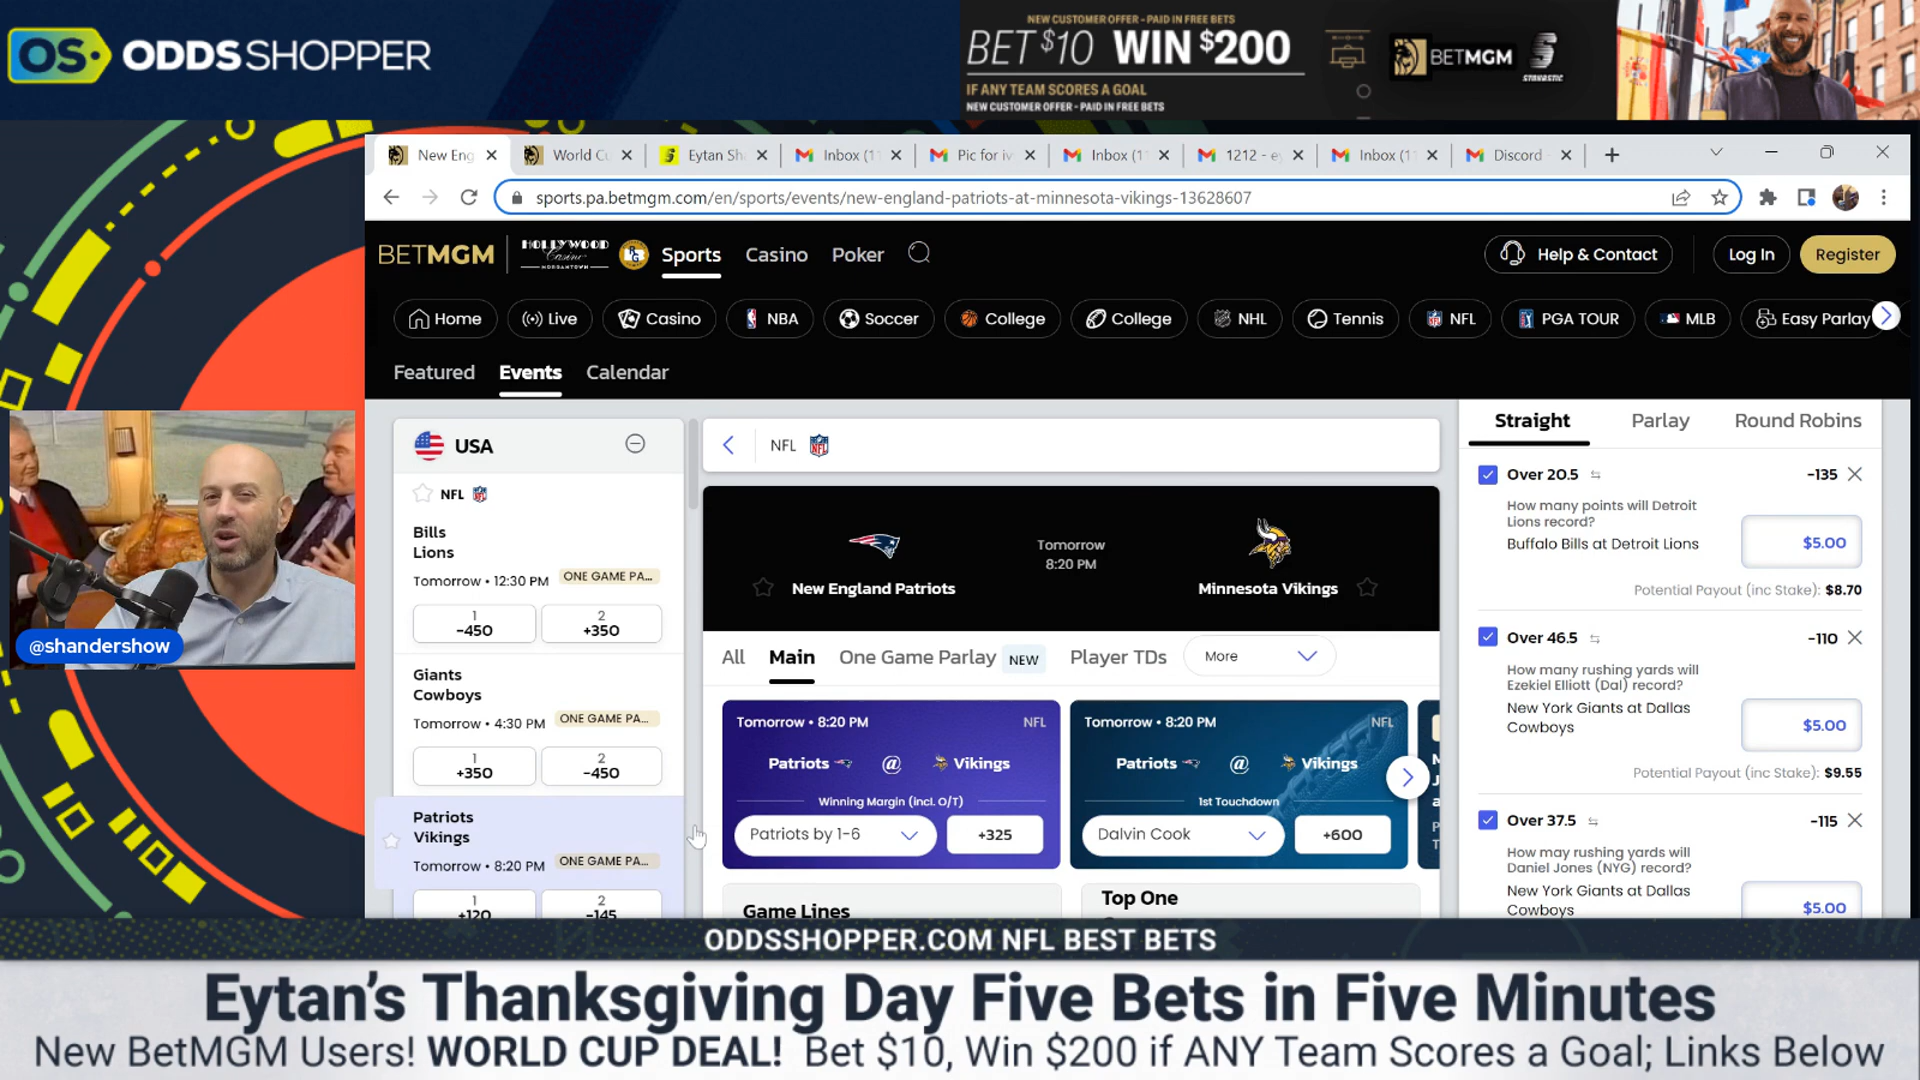 OS ODDSSHOPPER
NEW CUSTOMER OFFER - PAID IN FREE BETS
BET $10 WIN $200
IF ANY TEAM SCORES A GOAL
NEW CUSTOMER OFFER - PAID IN FREE BETS
BETMGM
STOKASTIC
New Eng
World Cu
Eytan Sh
Inbox (1
Pic for iv
Inbox (1
1212 - e
Inbox (1
Discord
sports.pa.betmgm.com/en/sports/events/new-england-patriots-at-minnesota-vikings-13628607
BETMGM
HOLLYWOOD
Casino
MORGANTOWN
Sports
Casino
Poker
Help & Contact
Log In
Register
Home
Live
Casino
NBA
Soccer
College
College
NHL
Tennis
NFL
PGA TOUR
MLB
Easy Parlay
Featured
Events
Calendar
USA
NFL
Bills
Lions
Tomorrow • 12:30 PM
ONE GAME PA...
1
-450
2
+350
Giants
Cowboys
Tomorrow • 4:30 PM
ONE GAME PA...
1
+350
2
-450
Patriots
Vikings
Tomorrow • 8:20 PM
ONE GAME PA...
1
+120
2
-145
NFL
Tomorrow
8:20 PM
New England Patriots
Minnesota Vikings
All
Main
One Game Parlay
NEW
Player TDs
More
Tomorrow • 8:20 PM
NFL
Patriots @ Vikings
Winning Margin (Incl. O/T)
Patriots by 1-6
+325
Tomorrow • 8:20 PM
NFL
Patriots @ Vikings
1st Touchdown
Dalvin Cook
+600
Game Lines
Top One
Straight
Parlay
Round Robins
Over 20.5
-135
How many points will Detroit
Lions record?
Buffalo Bills at Detroit Lions
$5.00
Potential Payout (inc Stake): $8.70
Over 46.5
-110
How many rushing yards will
Ezekiel Elliott (Dal) record?
New York Giants at Dallas
Cowboys
$5.00
Potential Payout (inc Stake): $9.55
Over 37.5
-115
How may rushing yards will
Daniel Jones (NYG) record?
New York Giants at Dallas
Cowboys
$5.00
@shandershow
ODDSSHOPPER.COM NFL BEST BETS
Eytan's Thanksgiving Day Five Bets in Five Minutes
New BetMGM Users! WORLD CUP DEAL! Bet $10, Win $200 if ANY Team Scores a Goal; Links Below